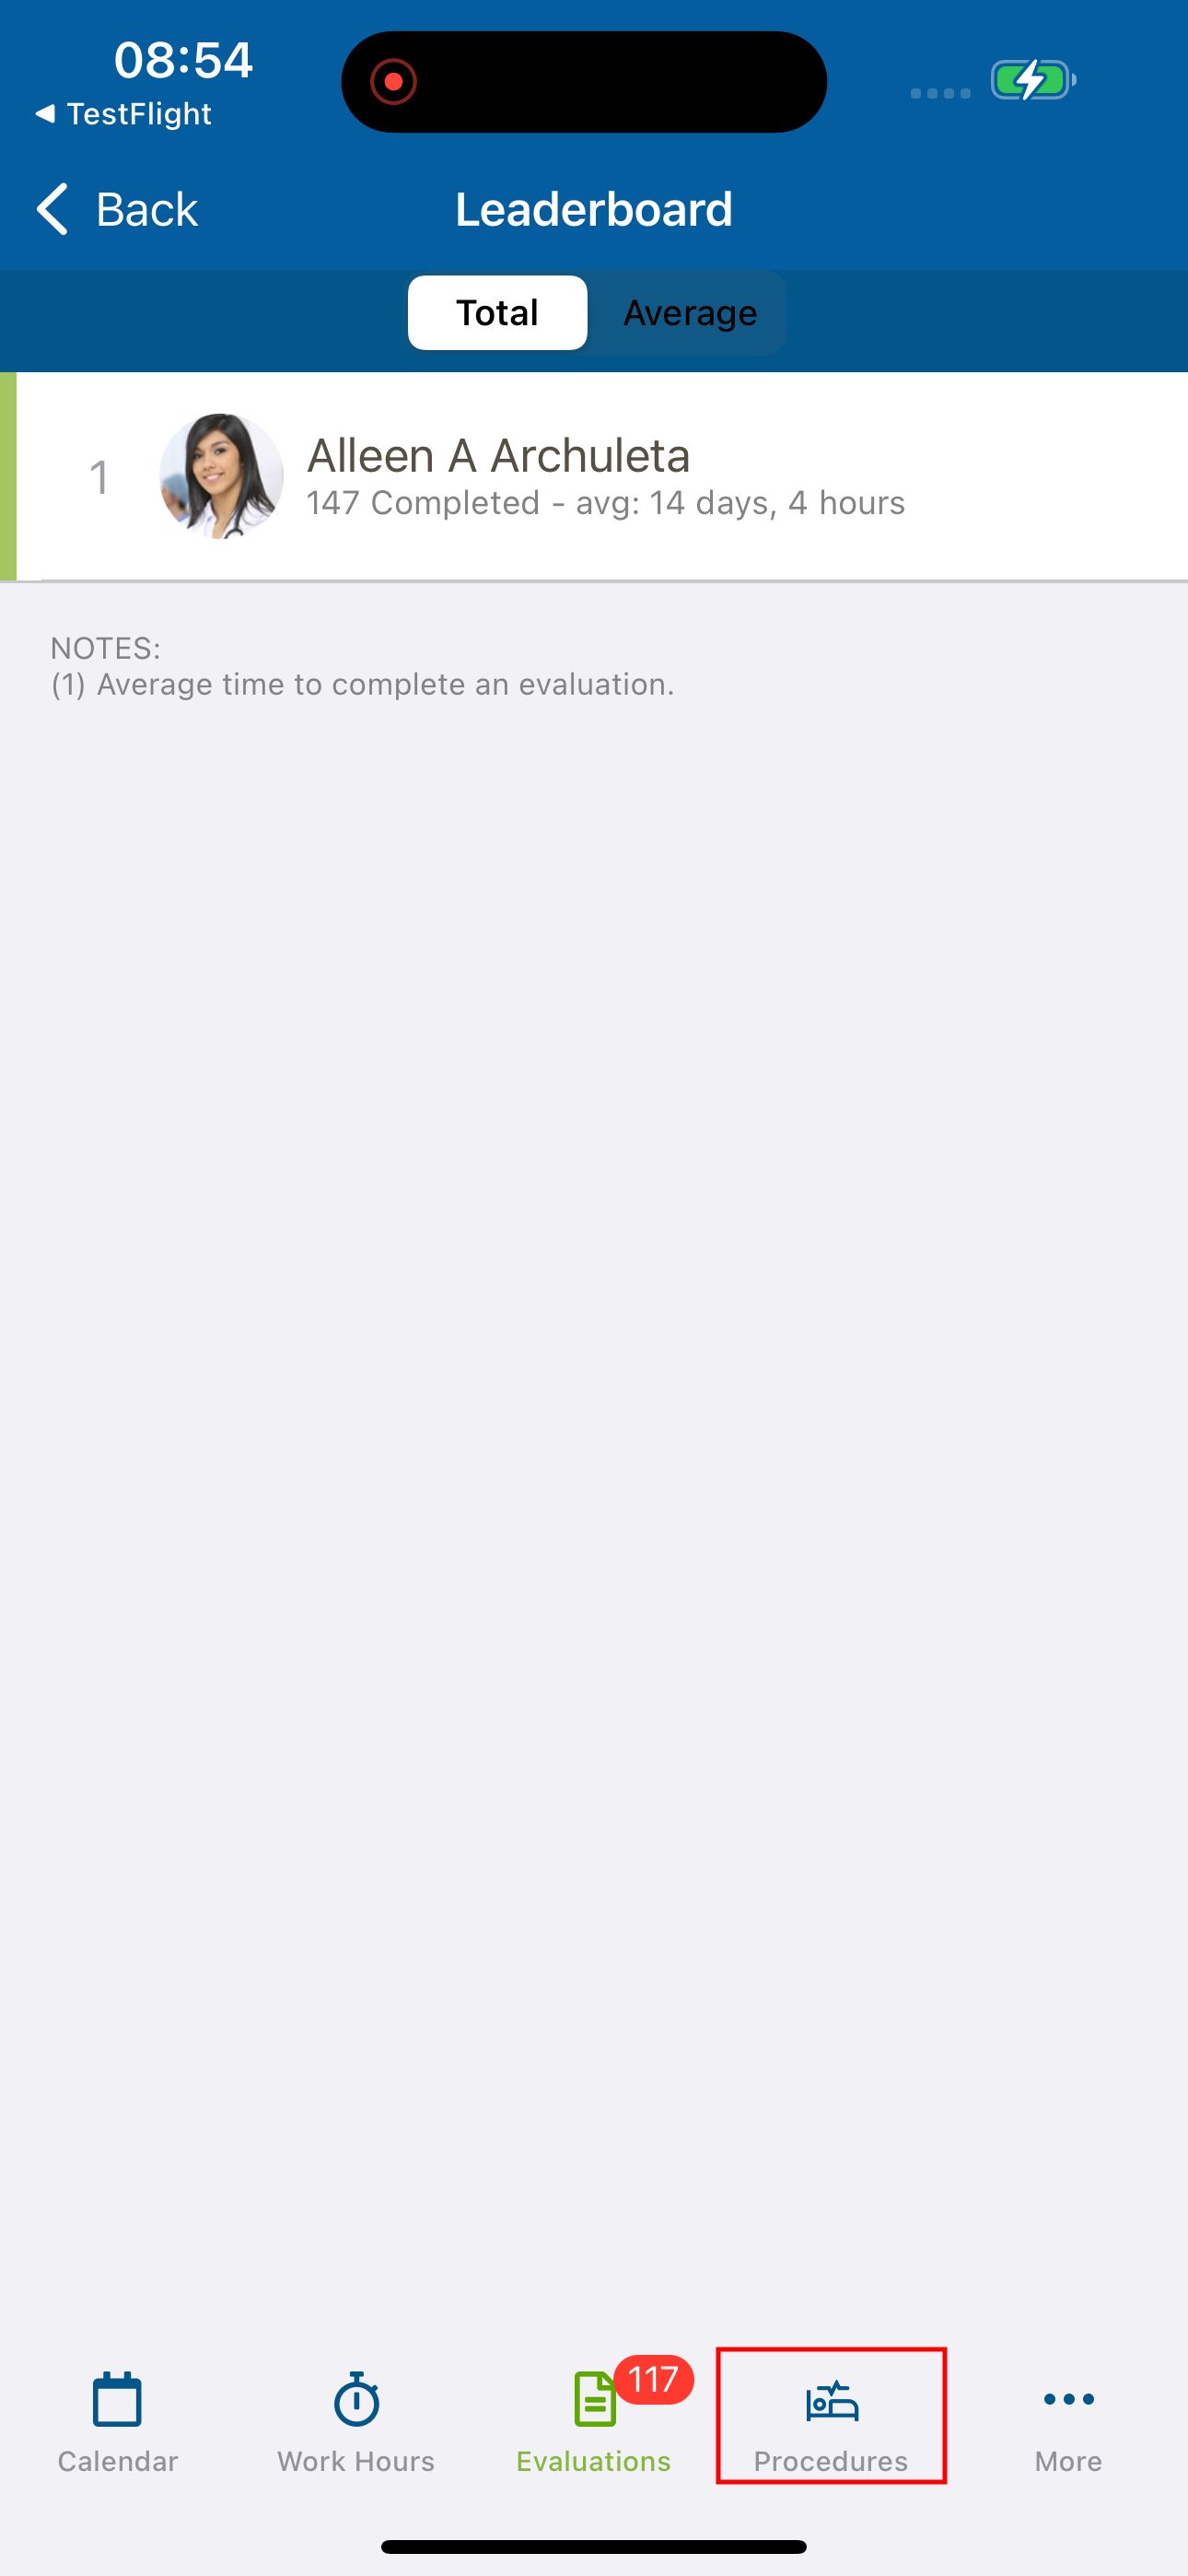 08:54
TestFlight
Back
Leaderboard
Total
Average
1
Alleen A Archuleta
147 Completed - avg: 14 days, 4 hours
NOTES:
(1) Average time to complete an evaluation.
117
Calendar
Work Hours
Evaluations
Procedures
More